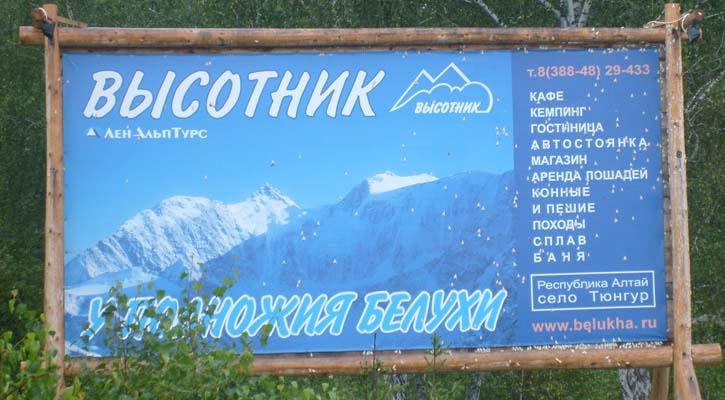 ВЫСОТНИК
ЛенАльпТурс
ВЫСОТНИК
У ПОДНОЖИЯ БЕЛУХИ
т.8(388-48) 29-433
КАФЕ
КЕМПИНГ
ГОСТИНИЦА
АВТОСТОЯНКА
МАГАЗИН
АРЕНДА ЛОШАДЕЙ
КОННЫЕ
И ПЕШИЕ
ПОХОДЫ
СПЛАВ
БАНЯ
Республика Алтай
село Тюнгур
www.belukha.ru